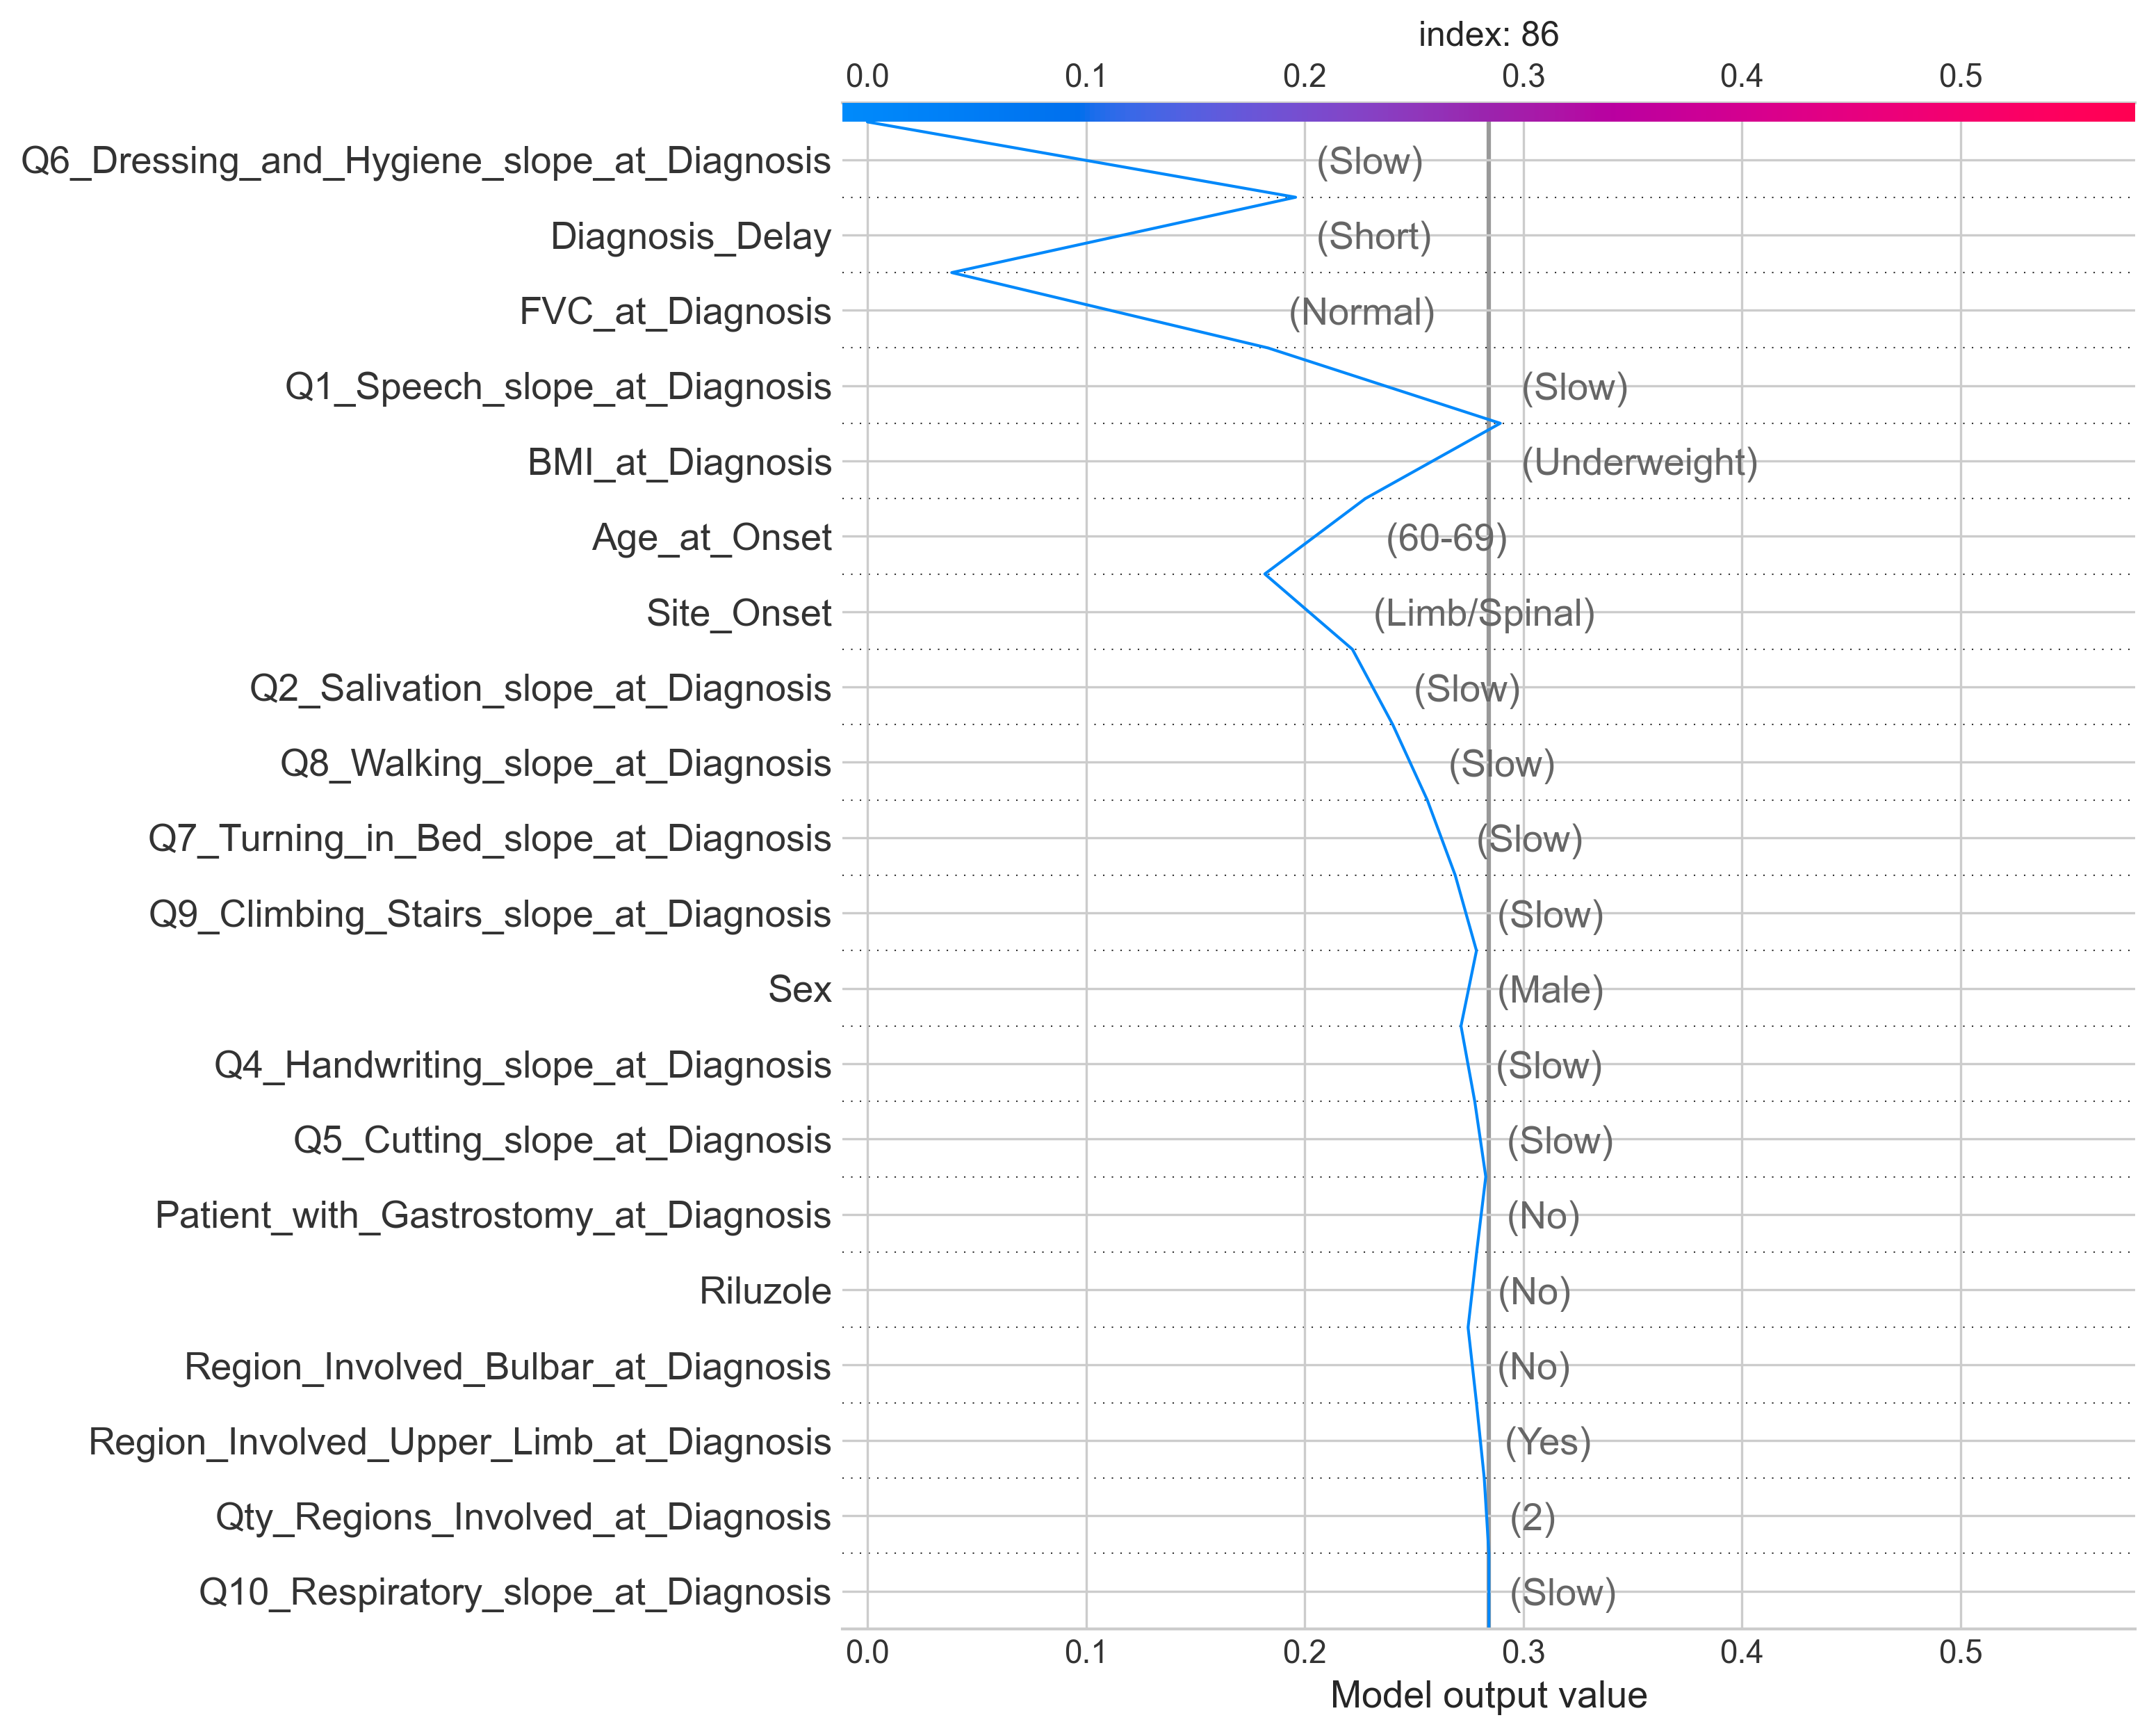 index: 86
0.0 0.1 0.2 0.3 0.4 0.5
Q6_Dressing_and_Hygiene_slope_at_Diagnosis (Slow)
Diagnosis_Delay (Short)
FVC_at_Diagnosis (Normal)
Q1_Speech_slope_at_Diagnosis (Slow)
BMI_at_Diagnosis (Underweight)
Age_at_Onset (60-69)
Site_Onset (Limb/Spinal)
Q2_Salivation_slope_at_Diagnosis (Slow)
Q8_Walking_slope_at_Diagnosis (Slow)
Q7_Turning_in_Bed_slope_at_Diagnosis (Slow)
Q9_Climbing_Stairs_slope_at_Diagnosis (Slow)
Sex (Male)
Q4_Handwriting_slope_at_Diagnosis (Slow)
Q5_Cutting_slope_at_Diagnosis (Slow)
Patient_with_Gastrostomy_at_Diagnosis (No)
Riluzole (No)
Region_Involved_Bulbar_at_Diagnosis (No)
Region_Involved_Upper_Limb_at_Diagnosis (Yes)
Qty_Regions_Involved_at_Diagnosis (2)
Q10_Respiratory_slope_at_Diagnosis (Slow)
0.0 0.1 0.2 0.3 0.4 0.5
Model output value